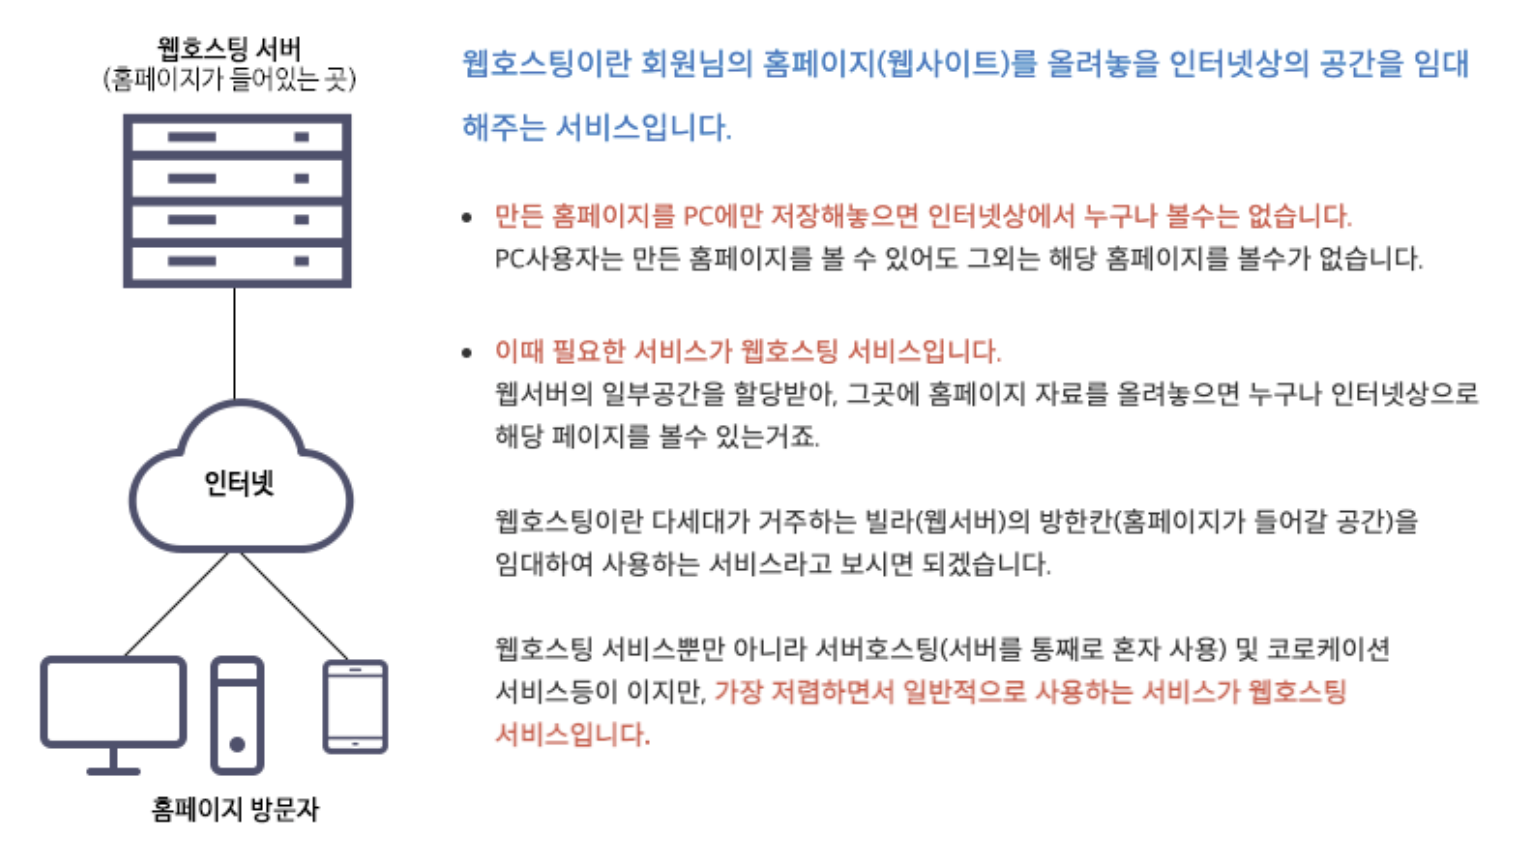 웹호스팅 서버
(홈페이지가 들어있는 곳)
인터넷
홈페이지 방문자
웹호스팅이란 회원님의 홈페이지(웹사이트)를 올려놓을 인터넷상의 공간을 임대
해주는 서비스입니다.
• 만든 홈페이지를 PC에만 저장해놓으면 인터넷상에서 누구나 볼수는 없습니다.
PC사용자는 만든 홈페이지를 볼 수 있어도 그외는 해당 홈페이지를 볼수가 없습니다.
• 이때 필요한 서비스가 웹호스팅 서비스입니다.
웹서버의 일부공간을 할당받아, 그곳에 홈페이지 자료를 올려놓으면 누구나 인터넷상으로
해당 페이지를 볼수 있는거죠.
웹호스팅이란 다세대가 거주하는 빌라(웹서버)의 방한칸(홈페이지가 들어갈 공간)을
임대하여 사용하는 서비스라고 보시면 되겠습니다.
웹호스팅 서비스뿐만 아니라 서버호스팅(서버를 통째로 혼자 사용) 및 코로케이션
서비스등이 이지만, 가장 저렴하면서 일반적으로 사용하는 서비스가 웹호스팅
서비스입니다.